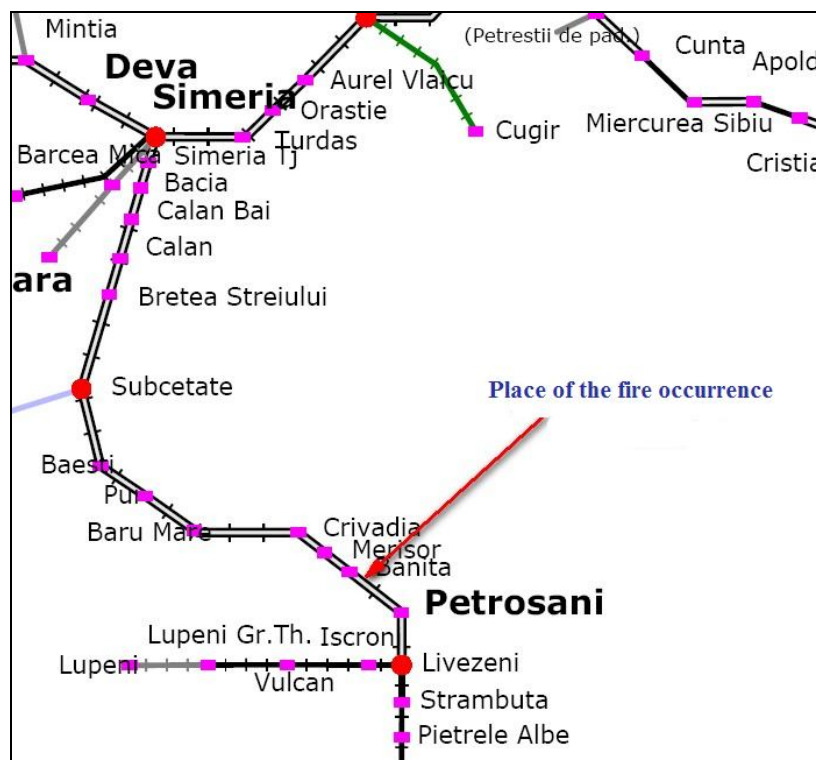 Mintia
Deva
Simeria
(Petrestii de pad.)
Cunta
Apold
Aurel Vlaicu
Orastie
Turdas
Cugir
Miercurea Sibiu
Cristia
Barcea Mica
Simeria Tj
Bacia
Calan Bai
Calan
ara
Bretea Streiului
Subcetate
Place of the fire occurrence
Baesti
Pui
Baru Mare
Crivadia
Merisor
Banita
Petrosani
Lupeni Gr.Th.
Iscroni
Lupeni
Vulcan
Livezeni
Strambuta
Pietrele Albe